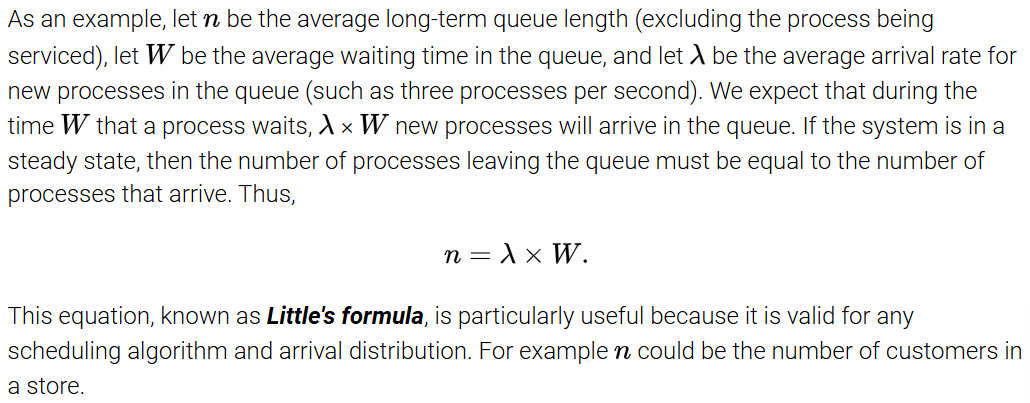 As an example, let n be the average long-term queue length (excluding the process being
serviced), let W be the average waiting time in the queue, and let λ be the average arrival rate for
new processes in the queue (such as three processes per second). We expect that during the
time W that a process waits, λ × W new processes will arrive in the queue. If the system is in a
steady state, then the number of processes leaving the queue must be equal to the number of
processes that arrive. Thus,
n = λ × W.
This equation, known as Little's formula, is particularly useful because it is valid for any
scheduling algorithm and arrival distribution. For example n could be the number of customers in
a store.